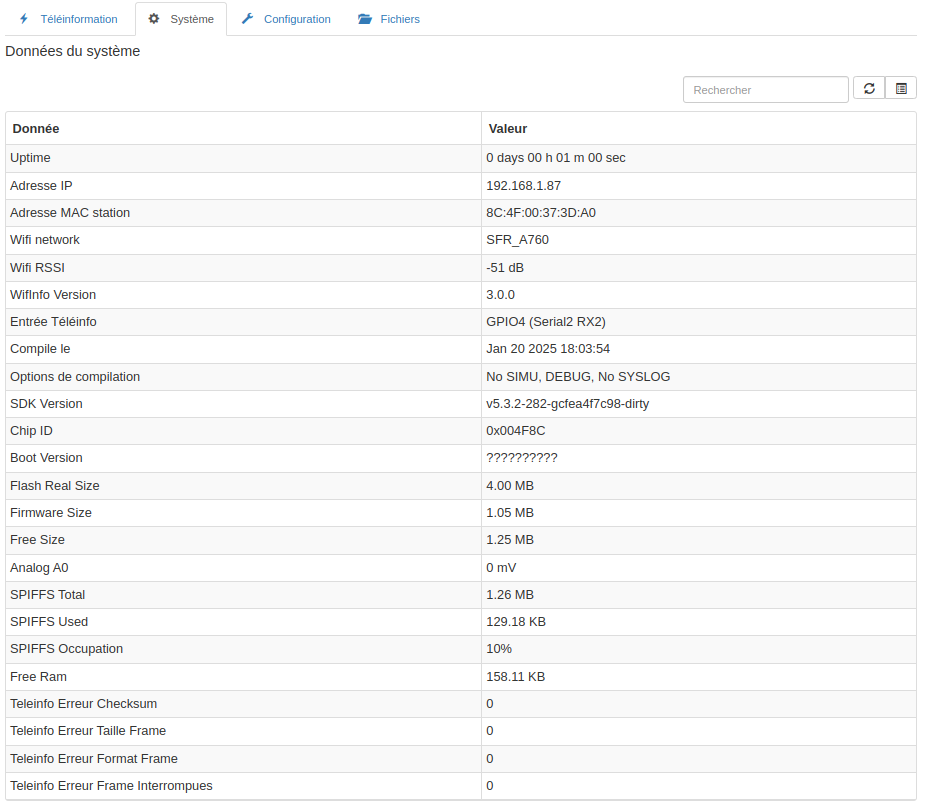 Téléinformation Système Configuration Fichiers
Données du système
Rechercher
Donnée Valeur
Uptime 0 days 00 h 01 m 00 sec
Adresse IP 192.168.1.87
Adresse MAC station 8C:4F:00:37:3D:A0
Wifi network SFR_A760
Wifi RSSI -51 dB
WifInfo Version 3.0.0
Entrée Téléinfo GPIO4 (Serial2 RX2)
Compile le Jan 20 2025 18:03:54
Options de compilation No SIMU, DEBUG, No SYSLOG
SDK Version v5.3.2-282-gcfea4f7c98-dirty
Chip ID 0x004F8C
Boot Version ??????????
Flash Real Size 4.00 MB
Firmware Size 1.05 MB
Free Size 1.25 MB
Analog A0 0 mV
SPIFFS Total 1.26 MB
SPIFFS Used 129.18 KB
SPIFFS Occupation 10%
Free Ram 158.11 KB
Teleinfo Erreur Checksum 0
Teleinfo Erreur Taille Frame 0
Teleinfo Erreur Format Frame 0
Teleinfo Erreur Frame Interrompues 0